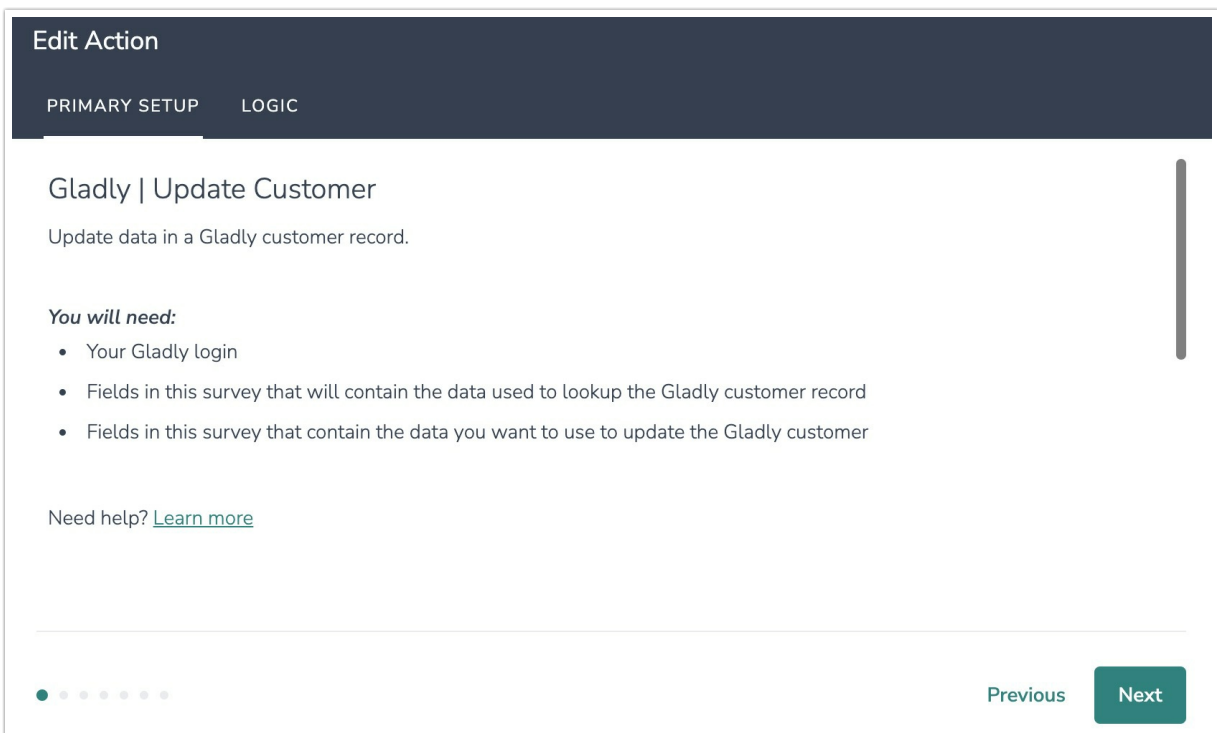 Edit Action
PRIMARY SETUP LOGIC
Gladly | Update Customer
Update data in a Gladly customer record.
You will need:
• Your Gladly login
• Fields in this survey that will contain the data used to lookup the Gladly customer record
• Fields in this survey that contain the data you want to use to update the Gladly customer
Need help? Learn more
Previous Next